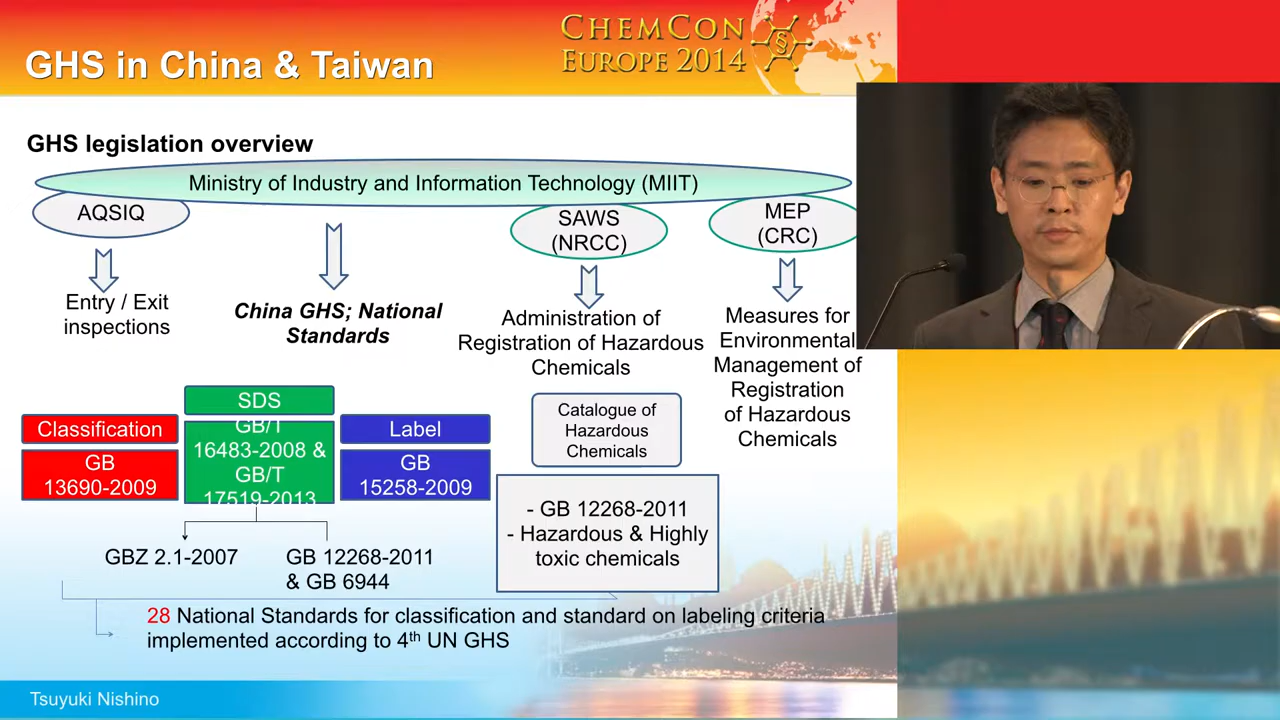 CHEMCON
EUROPE 2014
§
GHS in China & Taiwan
GHS legislation overview
Ministry of Industry and Information Technology (MIIT)
AQSIQ
SAWS
(NRCC)
MEP
(CRC)
Entry / Exit
inspections
China GHS; National
Standards
Administration of
Registration of Hazardous
Chemicals
Measures for
Environmental
Management of
Registration
of Hazardous
Chemicals
Classification
GB
13690-2009
SDS
GB/T
16483-2008 &
GB/T
17519-2013
Label
GB
15258-2009
Catalogue of
Hazardous
Chemicals
- GB 12268-2011
- Hazardous & Highly
toxic chemicals
GBZ 2.1-2007
GB 12268-2011
& GB 6944
28 National Standards for classification and standard on labeling criteria
implemented according to 4th UN GHS
Tsuyuki Nishino